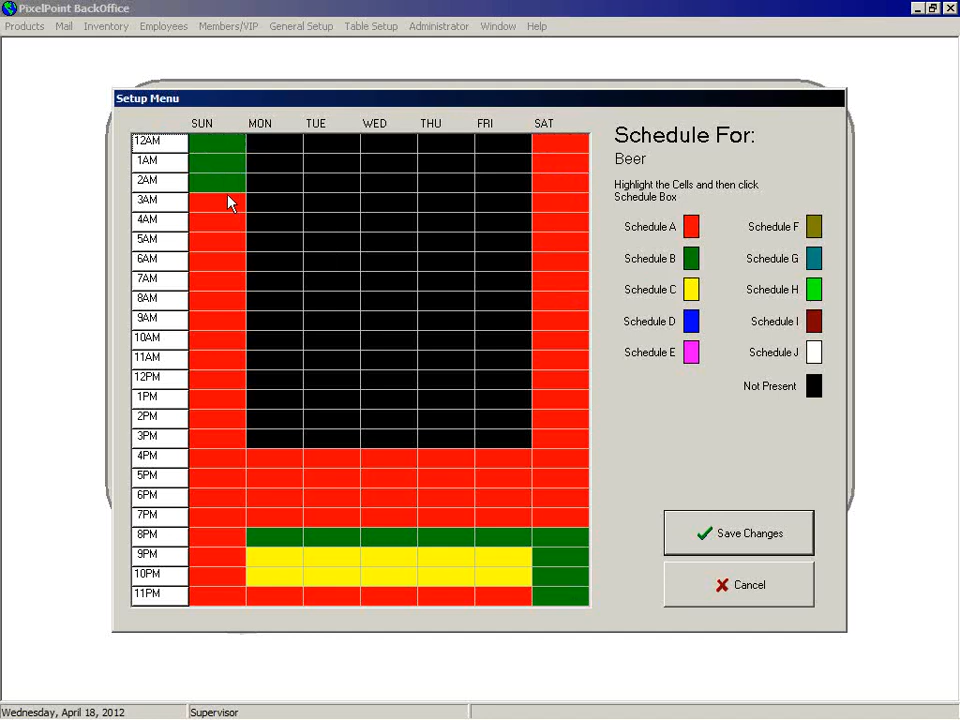 PixelPoint BackOffice
Products Mail Inventory Employees Members/VIP General Setup Table Setup Administrator Window Help
Setup Menu
SUN MON TUE WED THU FRI SAT
12AM
1AM
2AM
3AM
4AM
5AM
6AM
7AM
8AM
9AM
10AM
11AM
12PM
1PM
2PM
3PM
4PM
5PM
6PM
7PM
8PM
9PM
10PM
11PM
Schedule For:
Beer
Highlight the Cells and then click
Schedule Box
Schedule A Schedule F
Schedule B Schedule G
Schedule C Schedule H
Schedule D Schedule I
Schedule E Schedule J
Not Present
Save Changes
Cancel
Wednesday, April 18, 2012 Supervisor